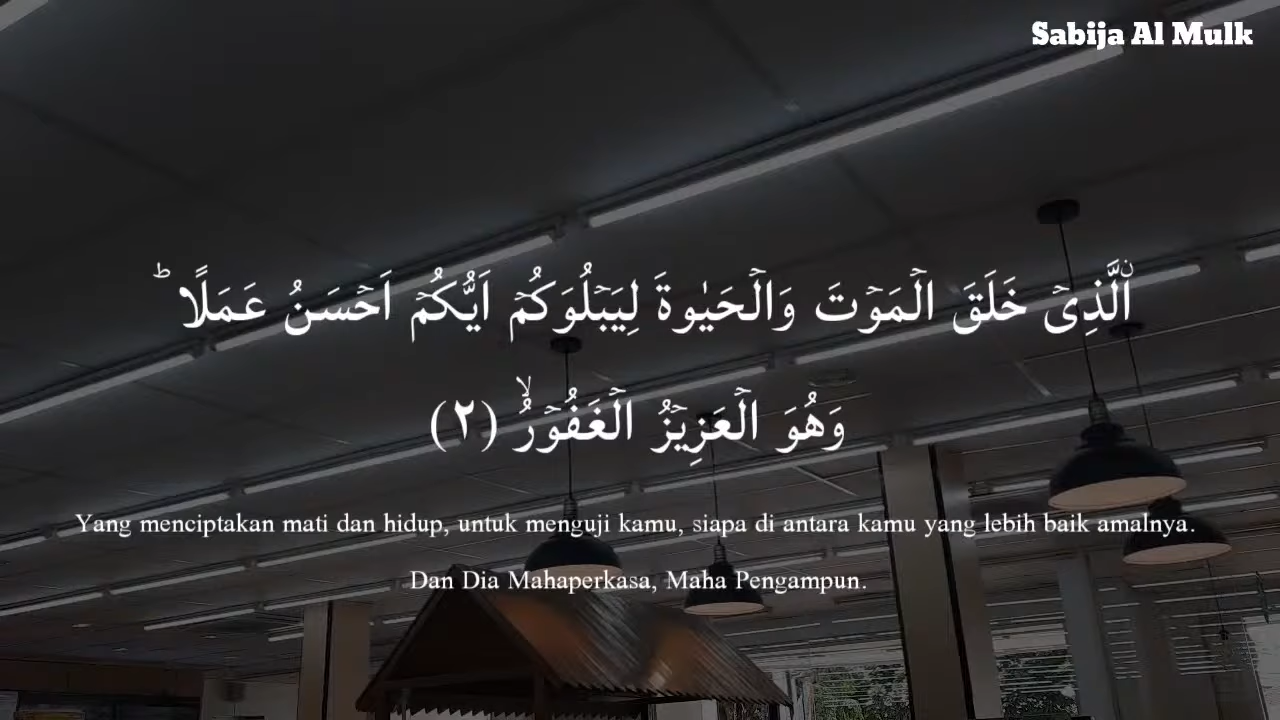 Sabija Al Mulk
ۨالَّذِىۡ خَلَقَ الۡمَوۡتَ وَالۡحَيٰوةَ لِيَبۡلُوَكُمۡ اَيُّكُمۡ اَحۡسَنُ عَمَلًا ؕ
وَهُوَ الۡعَزِيۡزُ الۡغَفُوۡرُۙ (٢)
Yang menciptakan mati dan hidup, untuk menguji kamu, siapa di antara kamu yang lebih baik amalnya.
Dan Dia Mahaperkasa, Maha Pengampun.